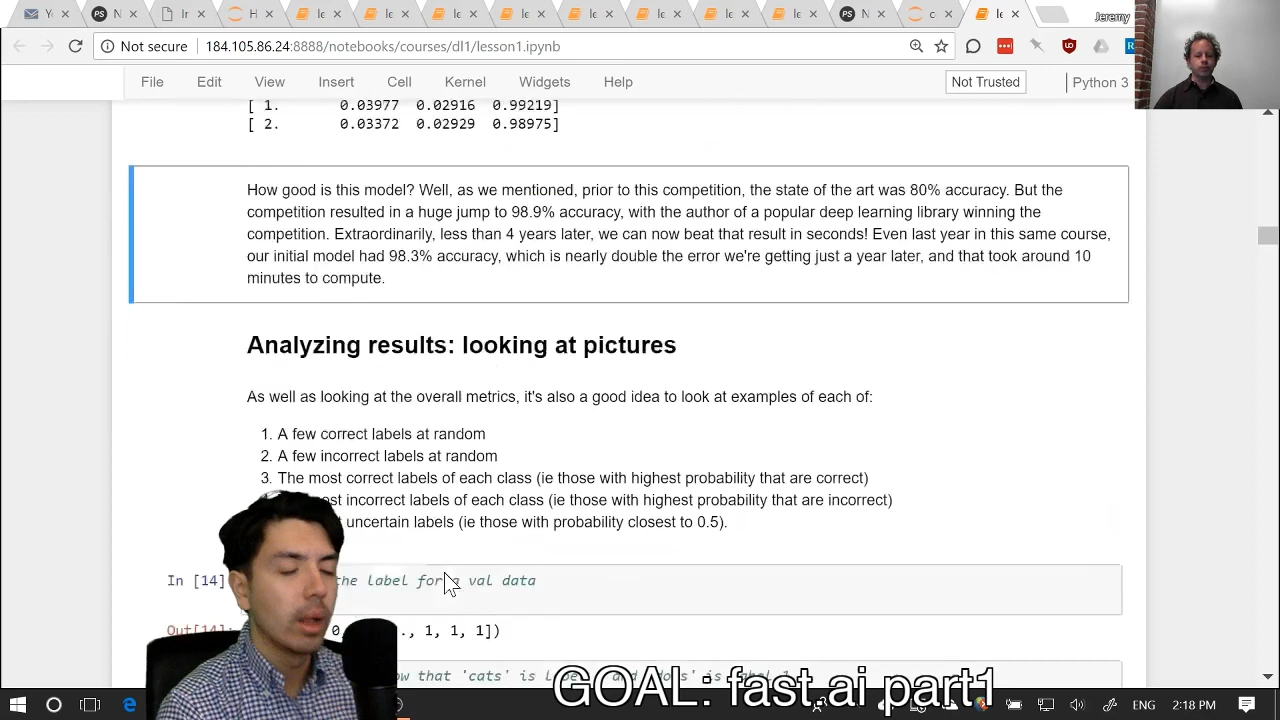 Jeremy
Not secure 184.105.86.24:8888/notebooks/courses/dl1/lesson1.ipynb
File Edit View Insert Cell Kernel Widgets Help Not Trusted Python 3
[ 1. 0.03977 0.02916 0.99219]
[ 2. 0.03372 0.02929 0.98975]
How good is this model? Well, as we mentioned, prior to this competition, the state of the art was 80% accuracy. But the
competition resulted in a huge jump to 98.9% accuracy, with the author of a popular deep learning library winning the
competition. Extraordinarily, less than 4 years later, we can now beat that result in seconds! Even last year in this same course,
our initial model had 98.3% accuracy, which is nearly double the error we're getting just a year later, and that took around 10
minutes to compute.
Analyzing results: looking at pictures
As well as looking at the overall metrics, it's also a good idea to look at examples of each of:
1. A few correct labels at random
2. A few incorrect labels at random
3. The most correct labels of each class (ie those with highest probability that are correct)
most incorrect labels of each class (ie those with highest probability that are incorrect)
uncertain labels (ie those with probability closest to 0.5).
In [14] the label for a val data
Out[14]: 0, ..., 1, 1, 1])
'cats' is
GOAL: fast ai part1
ENG 2:18 PM